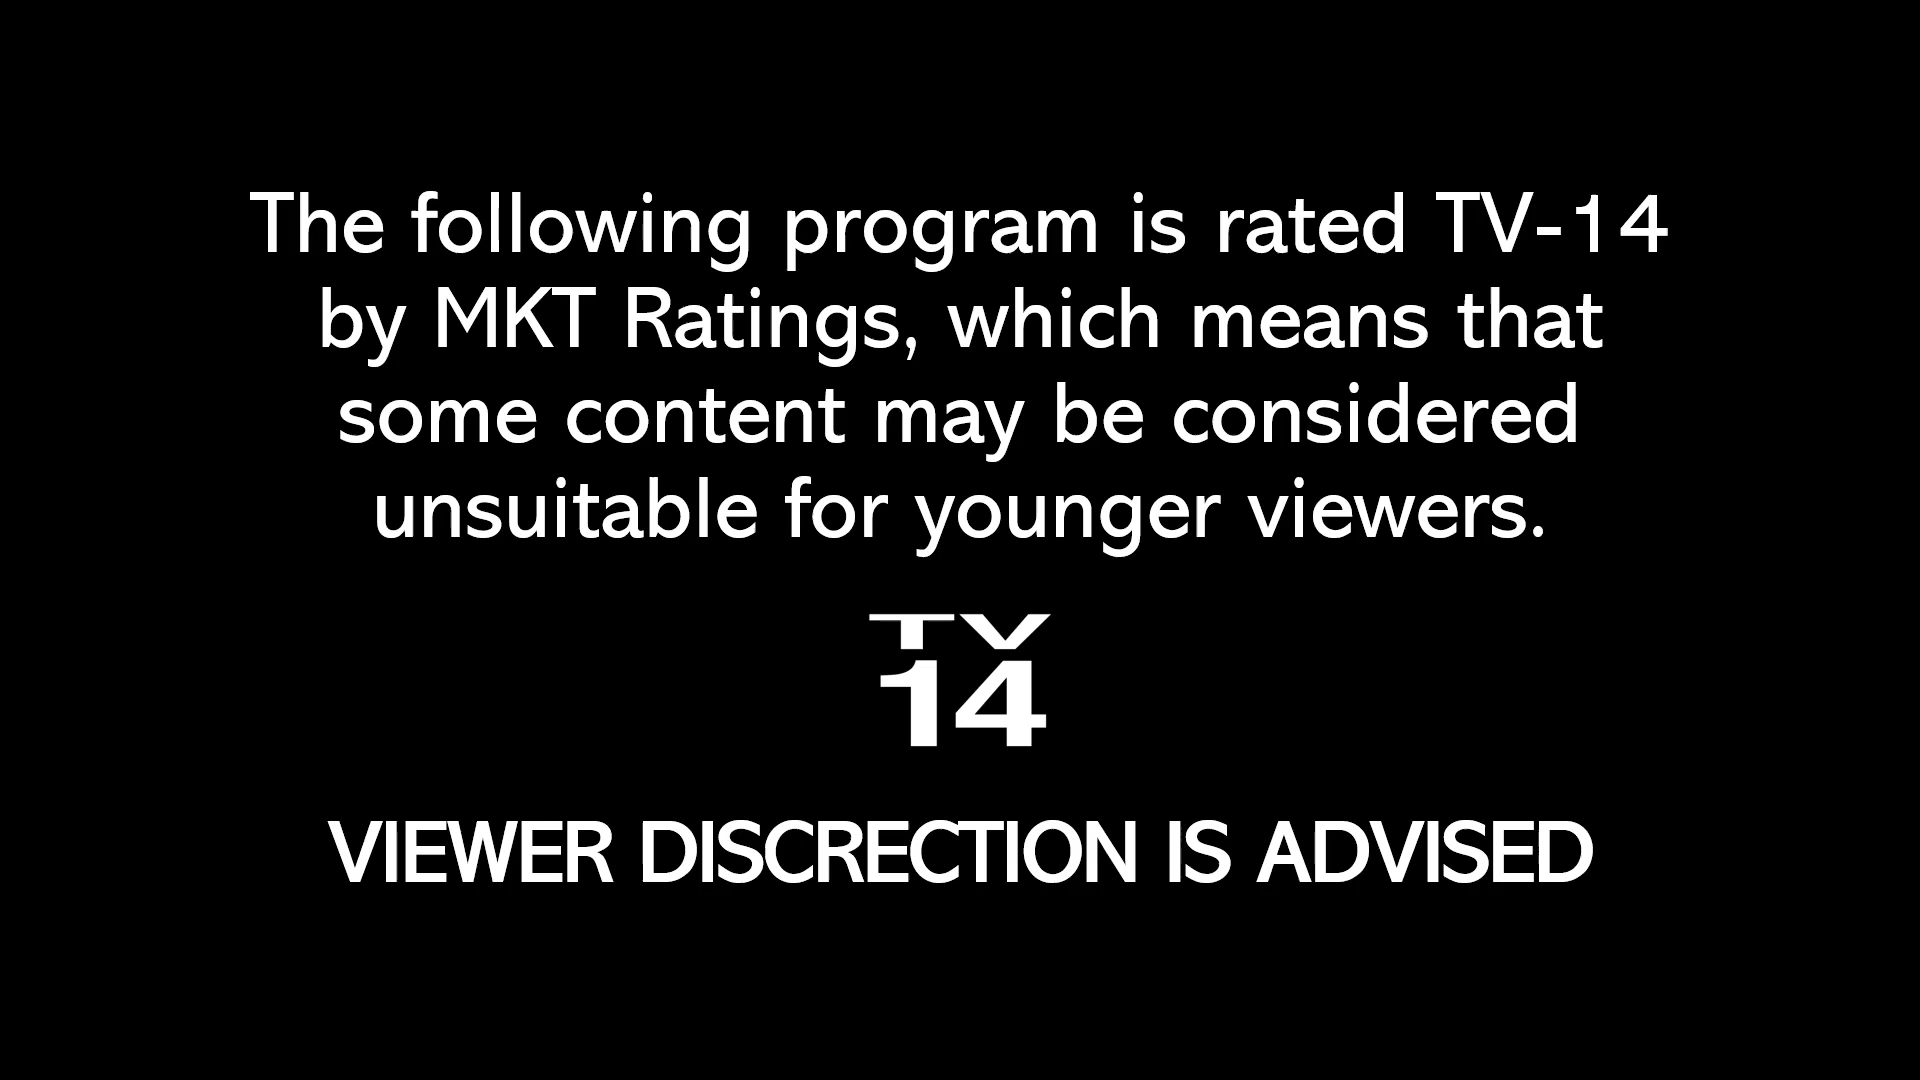 The following program is rated TV-14
by MKT Ratings, which means that
some content may be considered
unsuitable for younger viewers.
TV
14
VIEWER DISCRECTION IS ADVISED